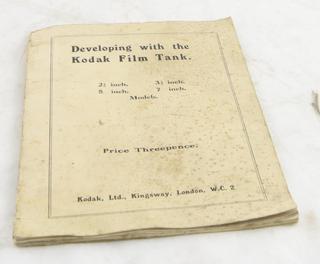 Developing with the
Kodak Film Tank.
2½ inch, 3½ inch.
5 inch, 7 inch.
Models.
Price Threepence.
Kodak, Ltd., Kingsway, London, W.C. 2